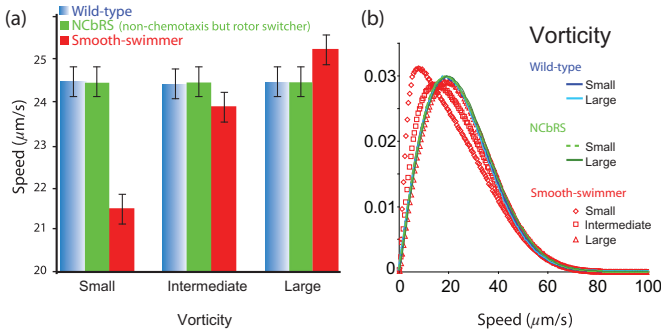 (a)
Wild-type
NCbRS (non-chemotaxis but rotor switcher)
Smooth-swimmer
Speed (μm/s)
25
24
24
22
21
20
Small
Intermediate
Large
Vorticity
(b)
Vorticity
Wild-type
Small
Large
NCbRS
Small
Large
Smooth-swimmer
Small
Intermediate
Large
0.03
0.02
0.01
0
0
20
40
60
80
100
Speed (μm/s)